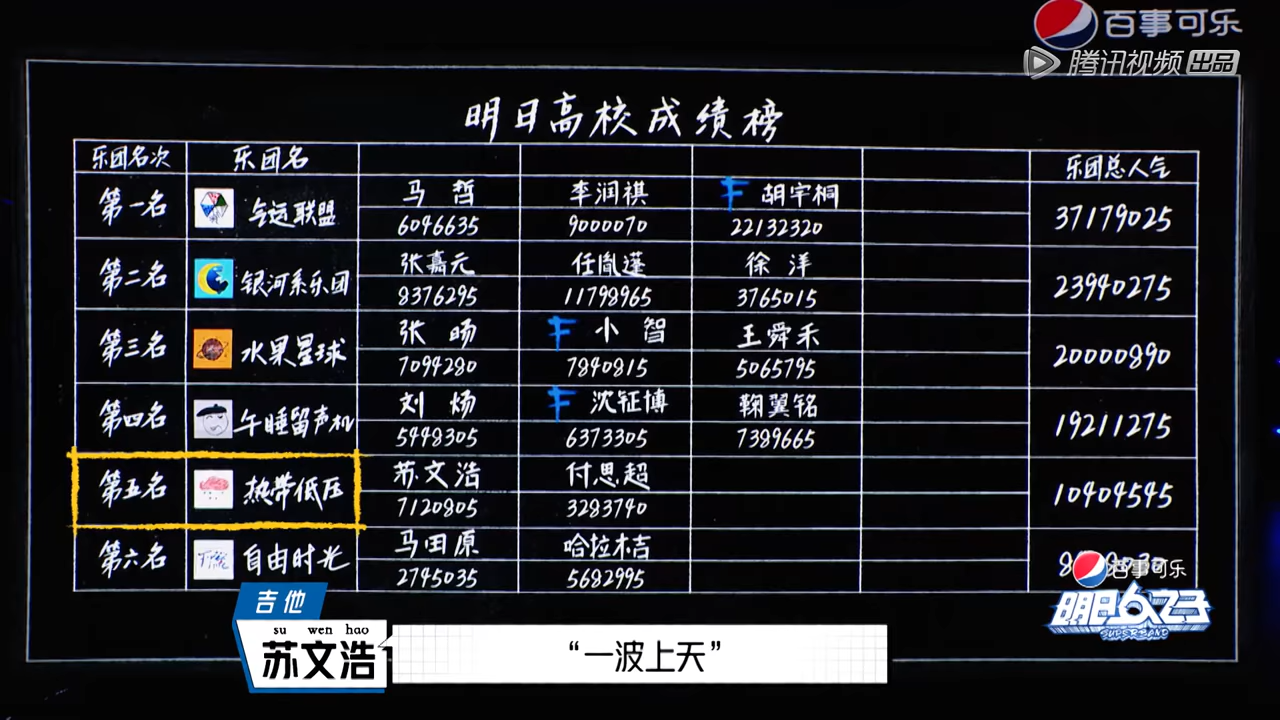 百事可乐
腾讯视频 出品
明日高校成绩榜
乐团名次 乐团名 乐团总人气
第一名 气运联盟 马哲 李润祺 胡宇桐 37179025
6046635 9000070 22132320
第二名 银河系乐团 张嘉元 任胤蓬 徐洋 23940275
8376295 11798965 3765015
第三名 水果星球 张旸 小智 王舜禾 20000890
7094280 7840815 5065795
第四名 午睡留声机 刘炀 沈钲博 鞠翼铭 19211275
5448305 6373305 7389665
第五名 热带低压 苏文浩 付思超 10404545
7120805 3283740
第六名 自由时光 马田原 哈拉木吉
2745035 5682995
百事可乐
明日之子
SUPERBAND
吉他
su wen hao
苏文浩
“一波上天”